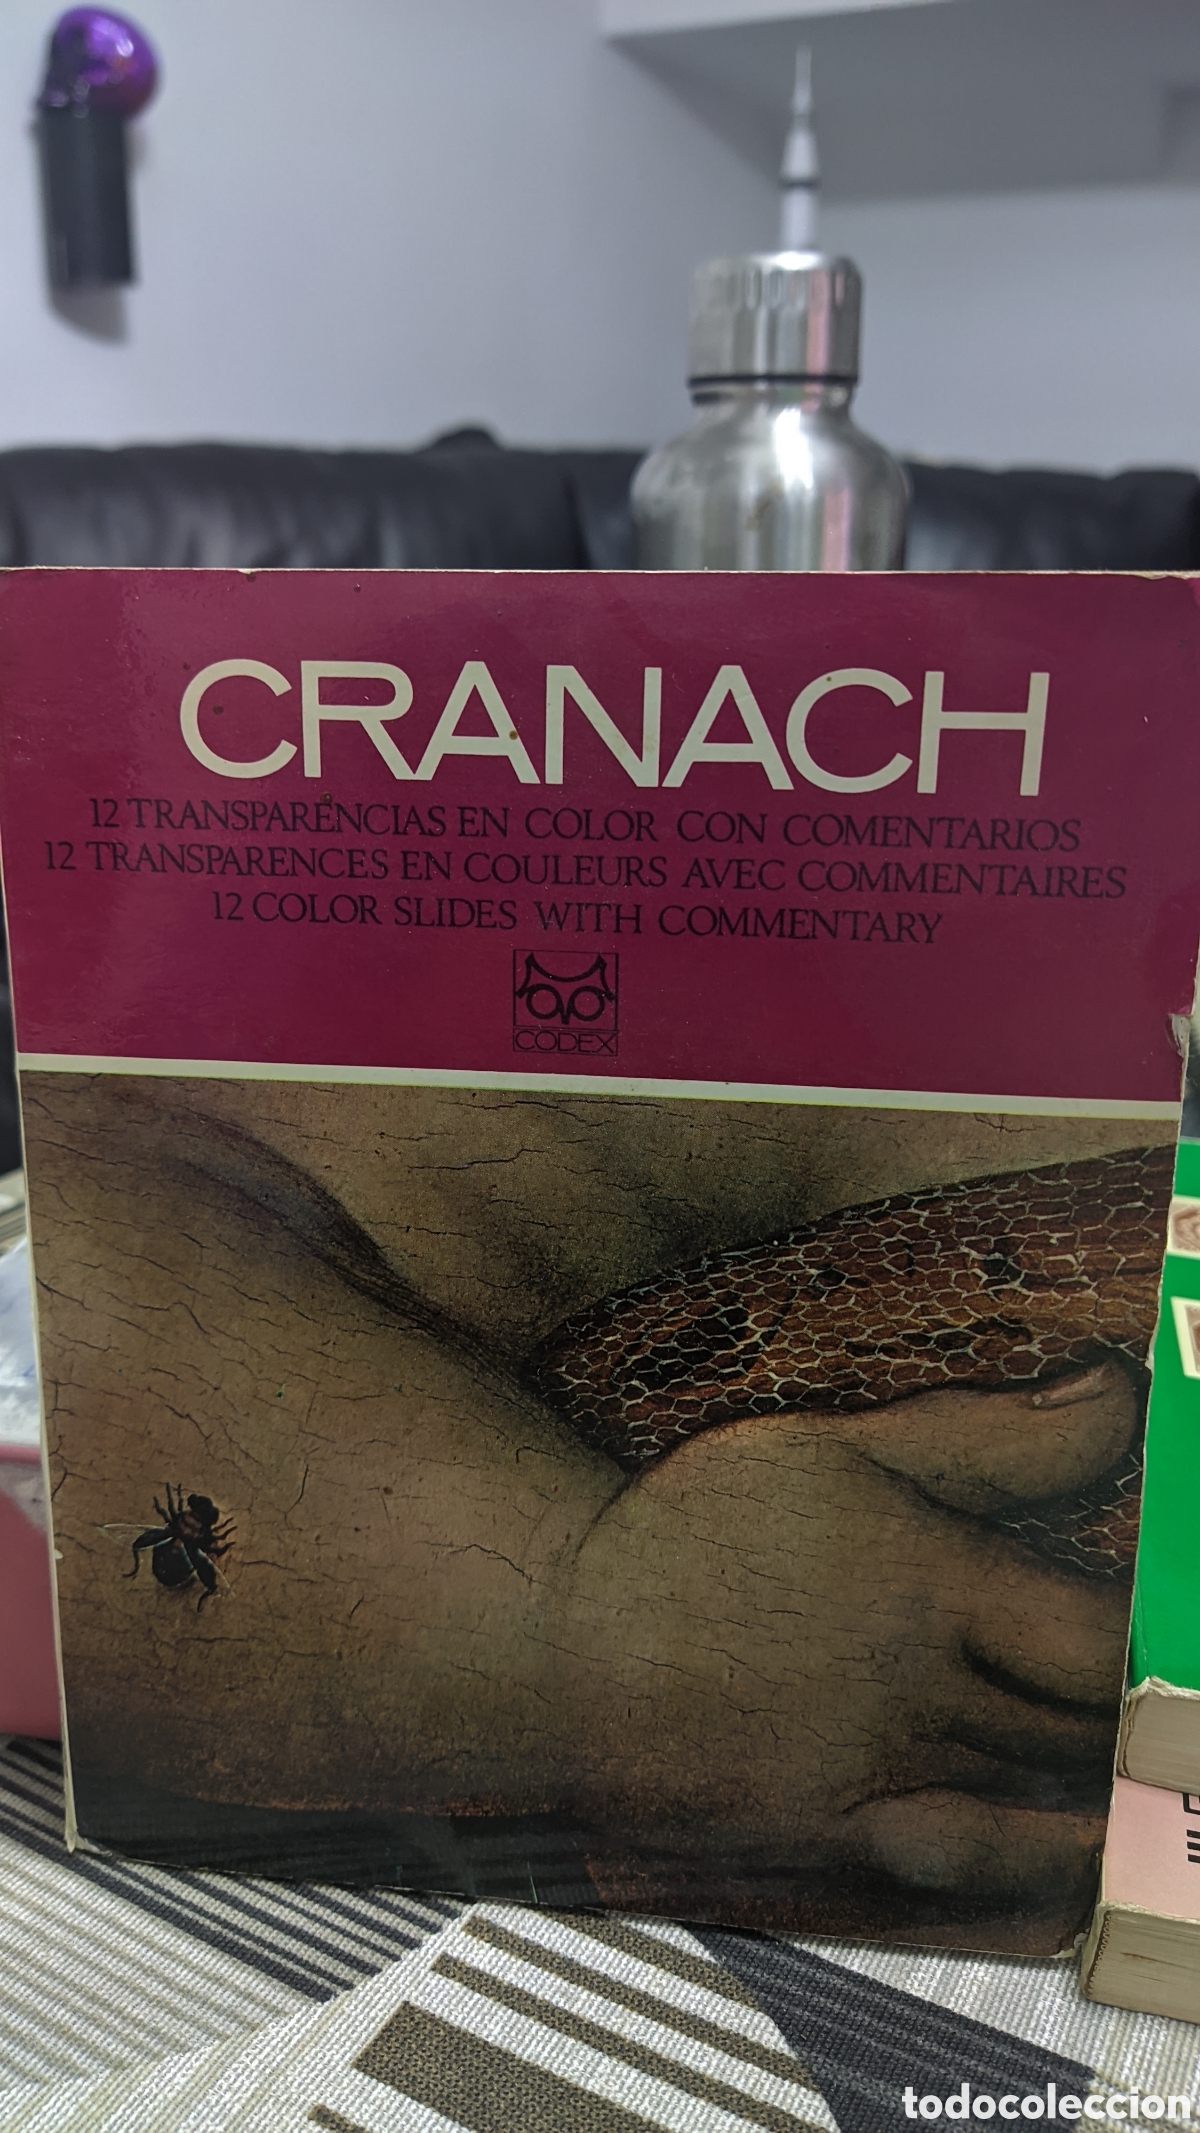 CRANACH
12 TRANSPARENCIAS EN COLOR CON COMENTARIOS
12 TRANSPARENCES EN COULEURS AVEC COMMENTAIRES
12 COLOR SLIDES WITH COMMENTARY
CODEX
todocoleccion